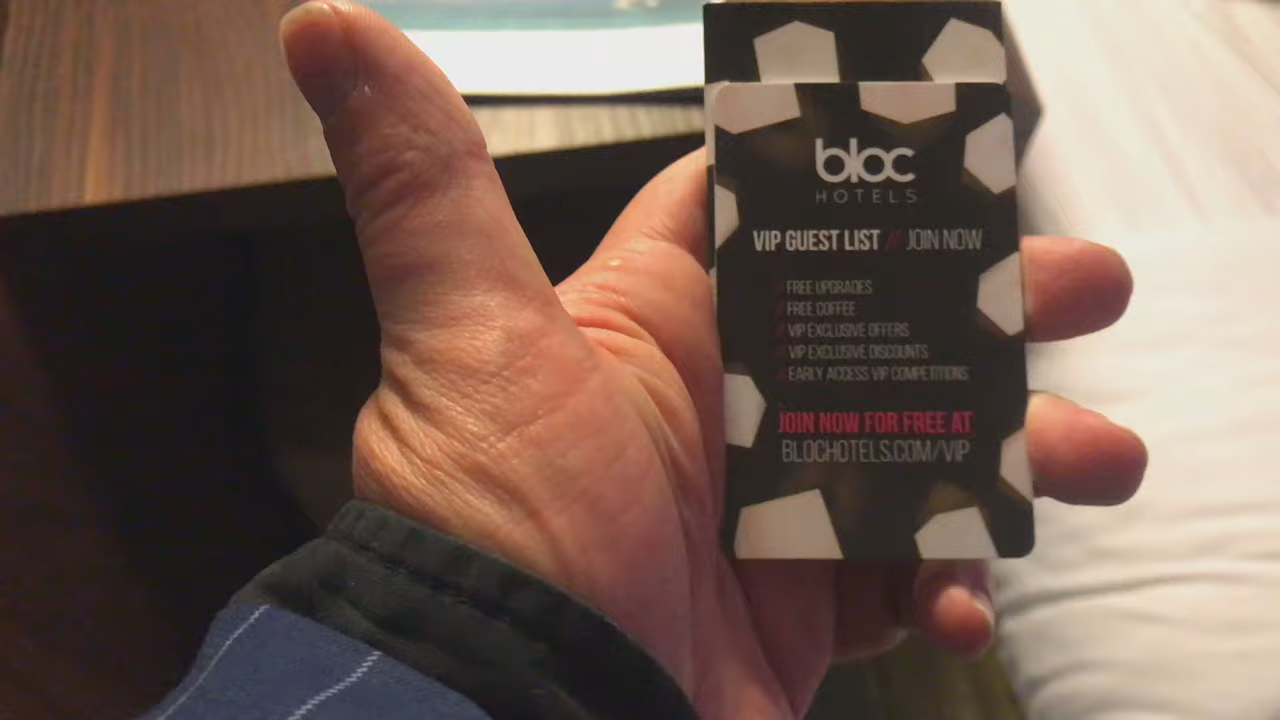 bloc
HOTELS
VIP GUEST LIST // JOIN NOW
// FREE UPGRADES
// FREE COFFEE
// VIP EXCLUSIVE OFFERS
// VIP EXCLUSIVE DISCOUNTS
// EARLY ACCESS VIP COMPETITIONS
JOIN NOW FOR FREE AT
BLOCHOTELS.COM/VIP